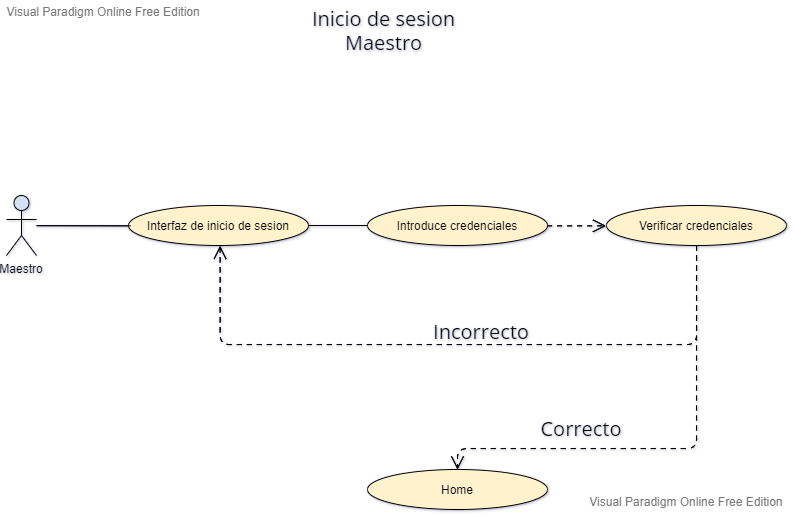 Visual Paradigm Online Free Edition
Inicio de sesion
Maestro
Maestro
Interfaz de inicio de sesion
Introduce credenciales
Verificar credenciales
Incorrecto
Correcto
Home
Visual Paradigm Online Free Edition